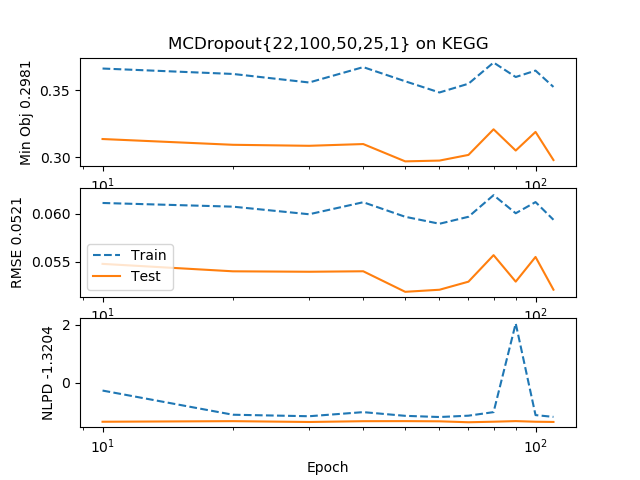 MCDropout{22,100,50,25,1} on KEGG
Min Obj 0.2981
0.35
0.30
10¹
10²
RMSE 0.0521
0.060
0.055
Train
Test
10¹
10²
NLPD -1.3204
2
0
10¹
10²
Epoch